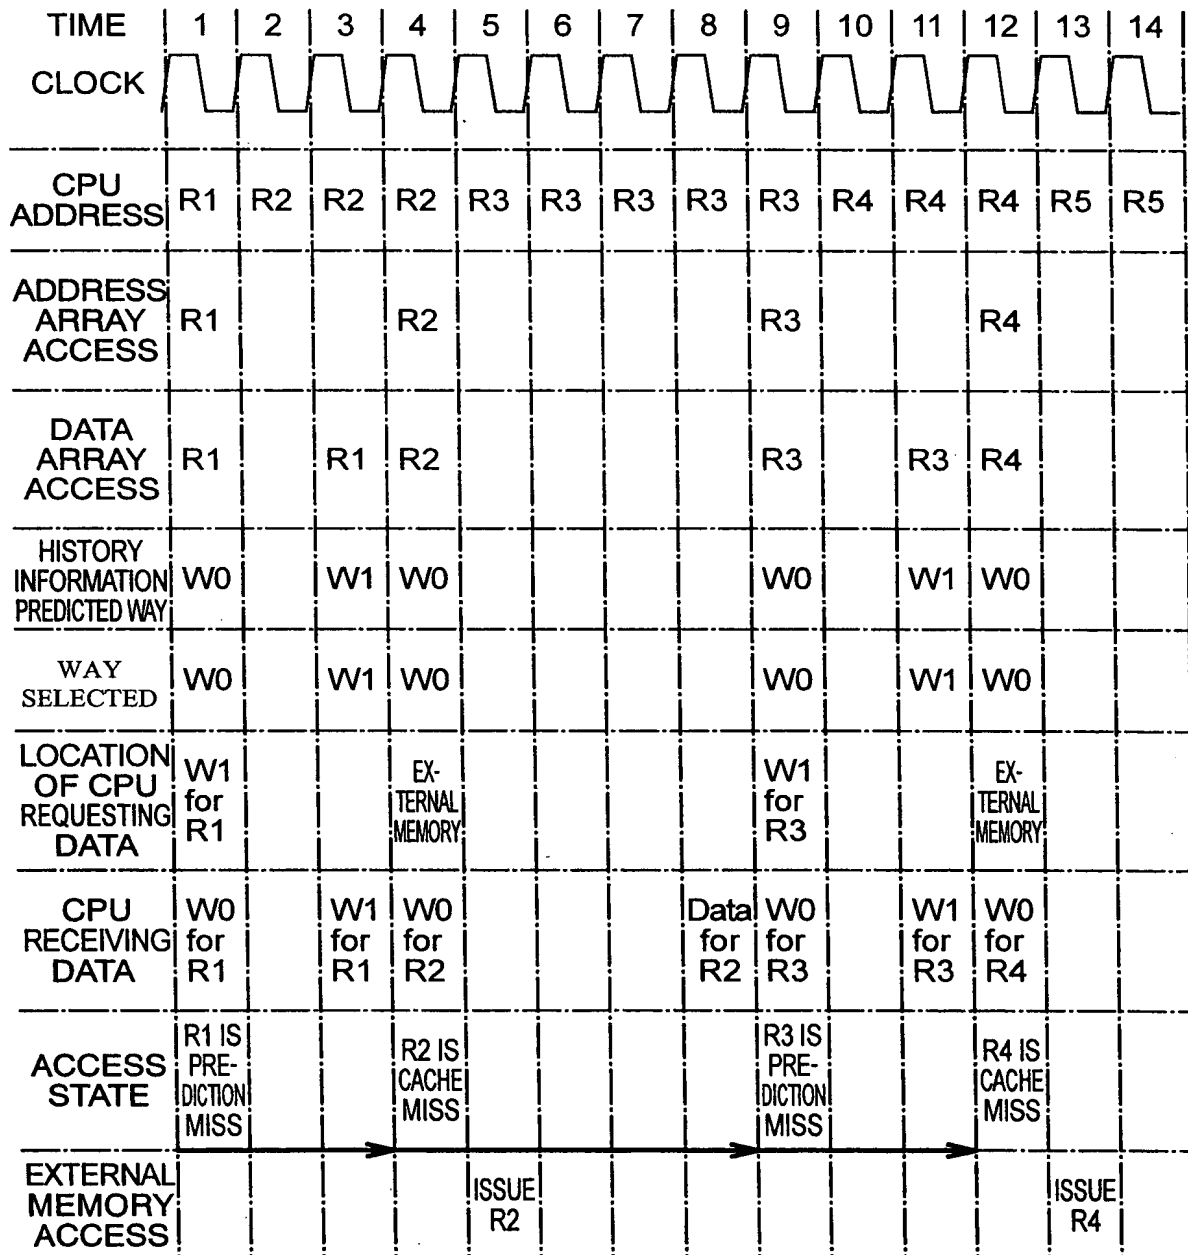 TIME 1 2 3 4 5 6 7 8 9 10 11 12 13 14
CLOCK
CPU
ADDRESS R1 R2 R2 R2 R3 R3 R3 R3 R3 R4 R4 R4 R5 R5
ADDRESS
ARRAY R1 R2 R3 R4
ACCESS
DATA
ARRAY R1 R1 R2 R3 R3 R4
ACCESS
HISTORY
INFORMATION W0 W1 W0 W0 W1 W0
PREDICTED WAY
WAY W0 W1 W0 W0 W1 W0
SELECTED
LOCATION W1 EX- W1 EX-
OF CPU for TERNAL for TERNAL
REQUESTING R1 MEMORY R3 MEMORY
DATA
CPU W0 W1 W0 Data W0 W1 W0
RECEIVING for for for for for for for
DATA R1 R1 R2 R2 R3 R3 R4
R1 IS R2 IS R3 IS R4 IS
ACCESS PRE- CACHE PRE- CACHE
STATE DICTION MISS DICTION MISS
MISS MISS
EXTERNAL ISSUE ISSUE
MEMORY R2 R4
ACCESS